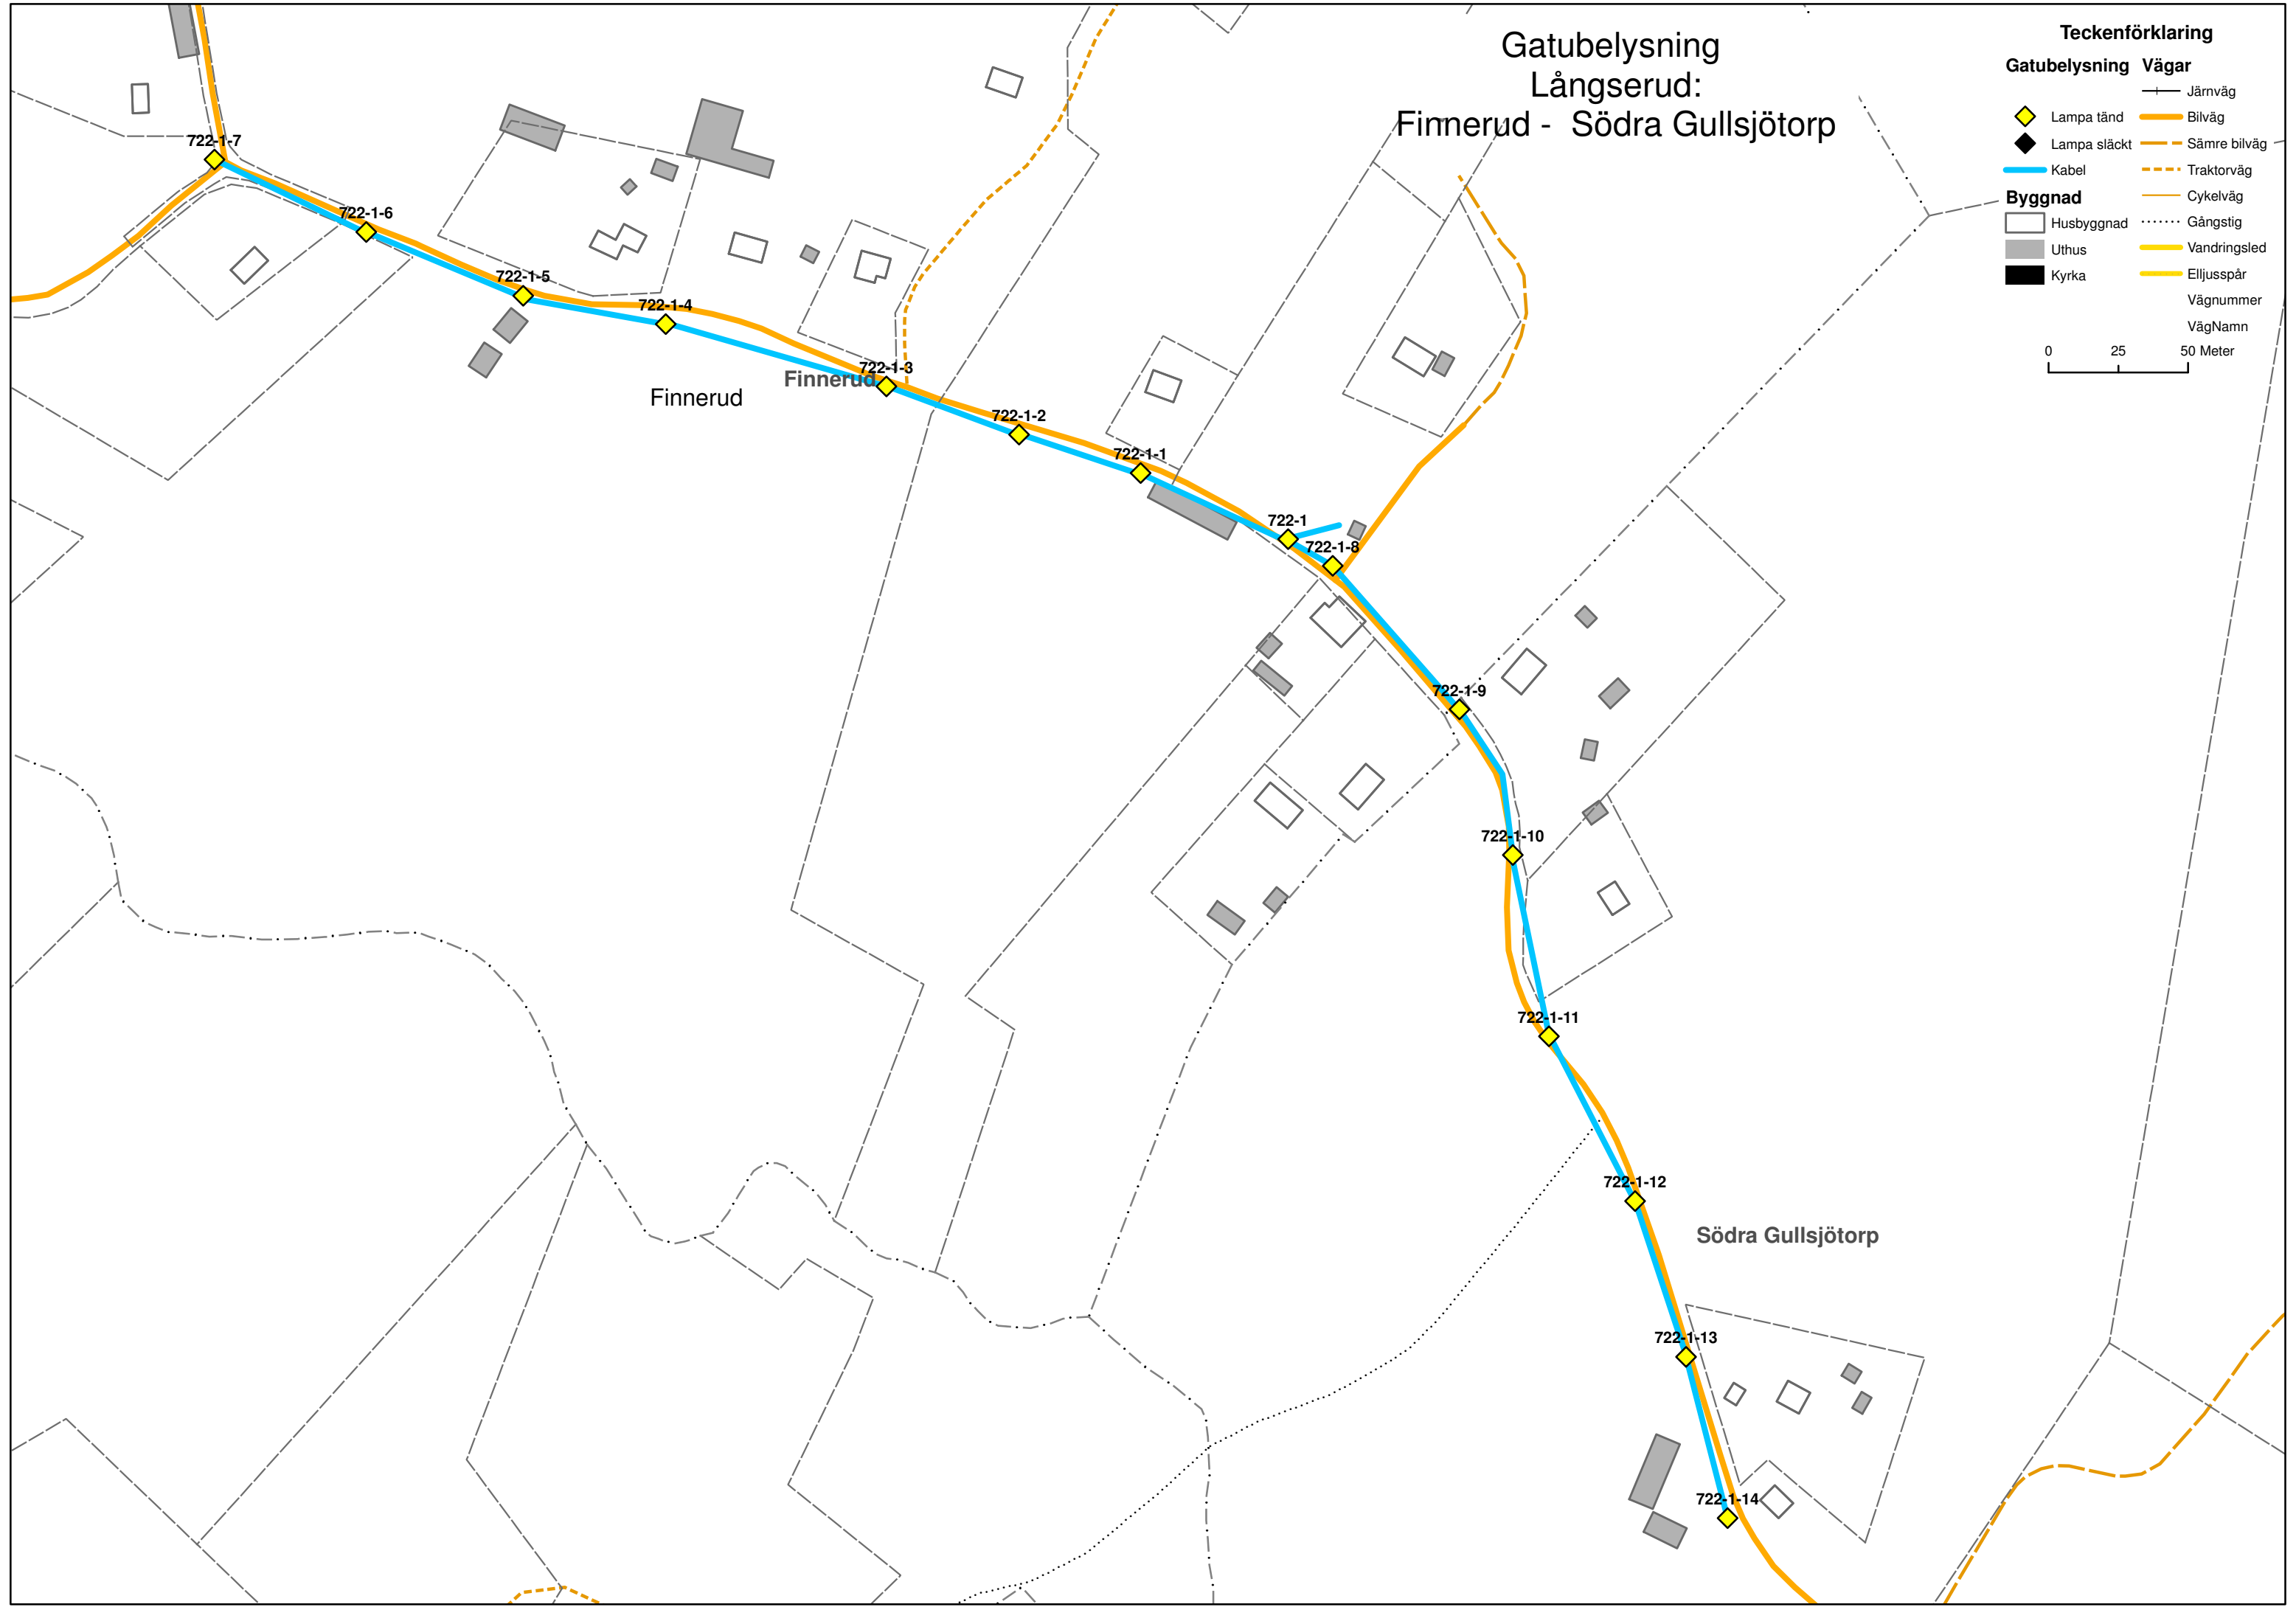 Gatubelysning
Långserud:
Finnerud - Södra Gullsjötorp
Teckenförklaring
Gatubelysning
Lampa tänd
Lampa släckt
Kabel
Byggnad
Husbyggnad
Uthus
Kyrka
Vägar
Järnväg
Bilväg
Sämre bilväg
Traktorväg
Cykelväg
Gångstig
Vandringsled
Elljusspår
Vägnummer
VägNamn
0 25 50 Meter
722-1-7
722-1-6
722-1-5
722-1-4
722-1-3
Finnerud
Finnerud
722-1-2
722-1-1
722-1
722-1-8
722-1-9
722-1-10
722-1-11
722-1-12
Södra Gullsjötorp
722-1-13
722-1-14